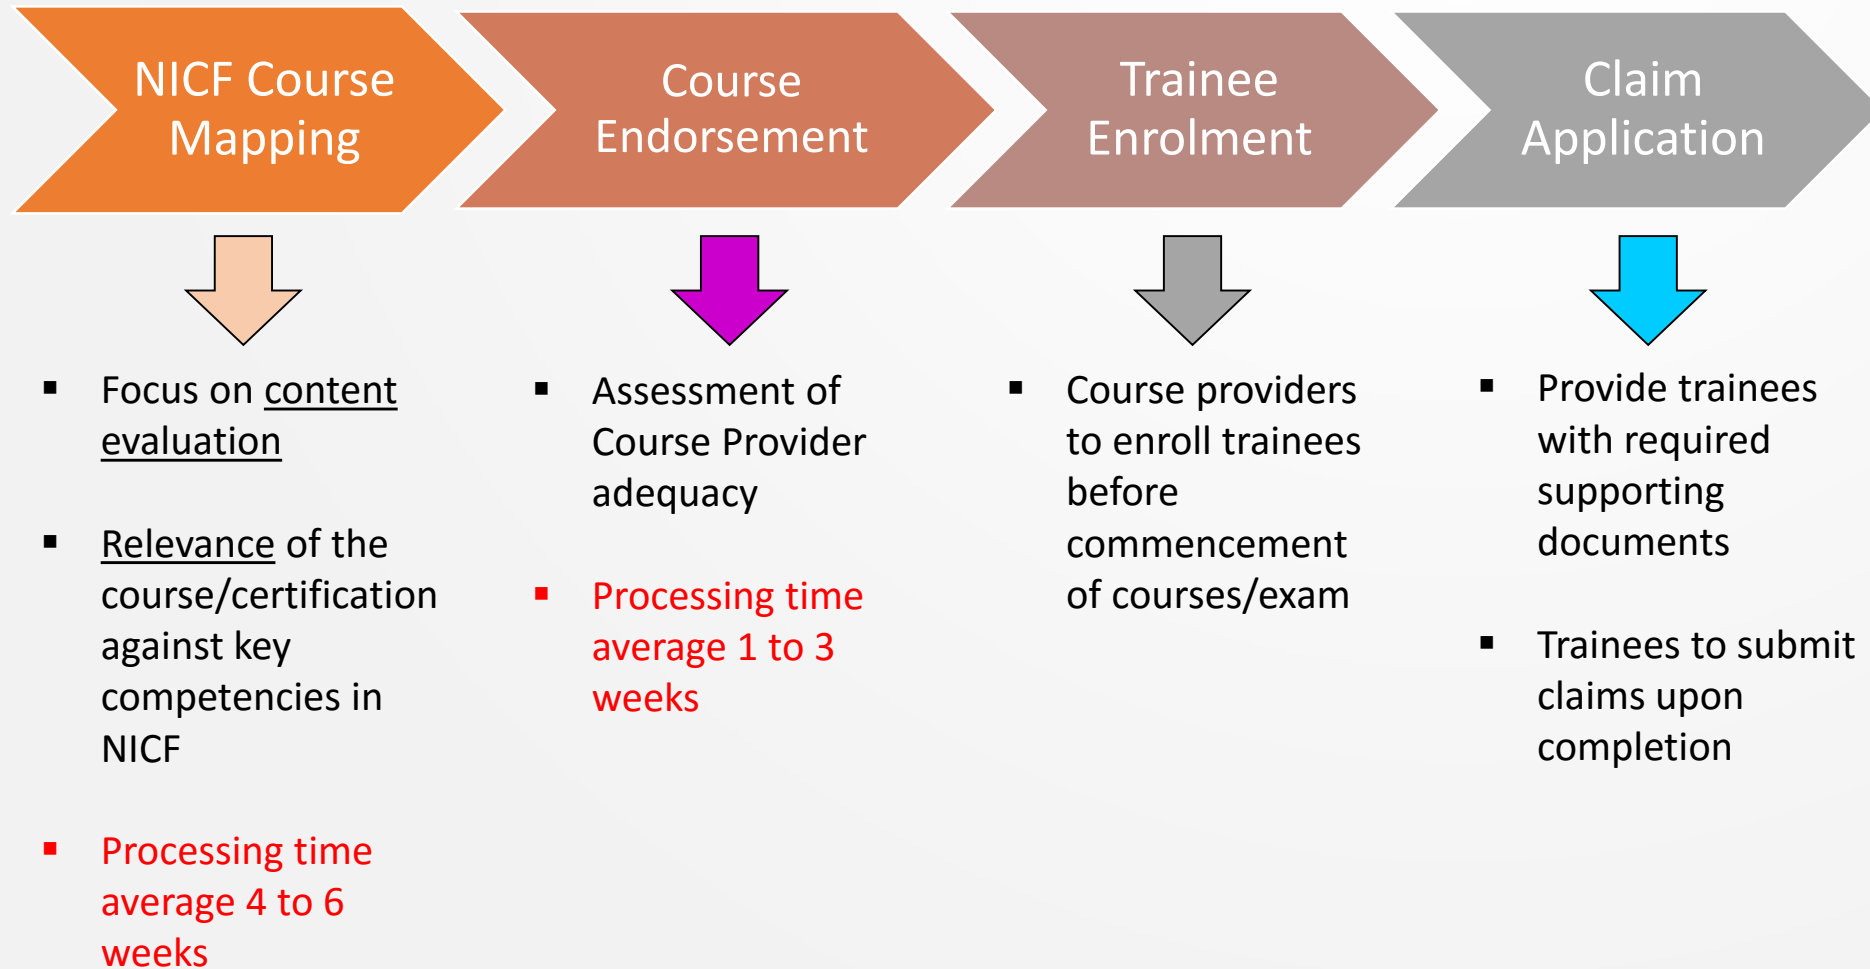 NICF Course
Mapping
Course
Endorsement
Trainee
Enrolment
Claim
Application
▪ Focus on content
evaluation
▪ Relevance of the
course/certification
against key
competencies in
NICF
▪ Processing time
average 4 to 6
weeks
▪ Assessment of
Course Provider
adequacy
▪ Processing time
average 1 to 3
weeks
▪ Course providers
to enroll trainees
before
commencement
of courses/exam
▪ Provide trainees
with required
supporting
documents
▪ Trainees to submit
claims upon
completion